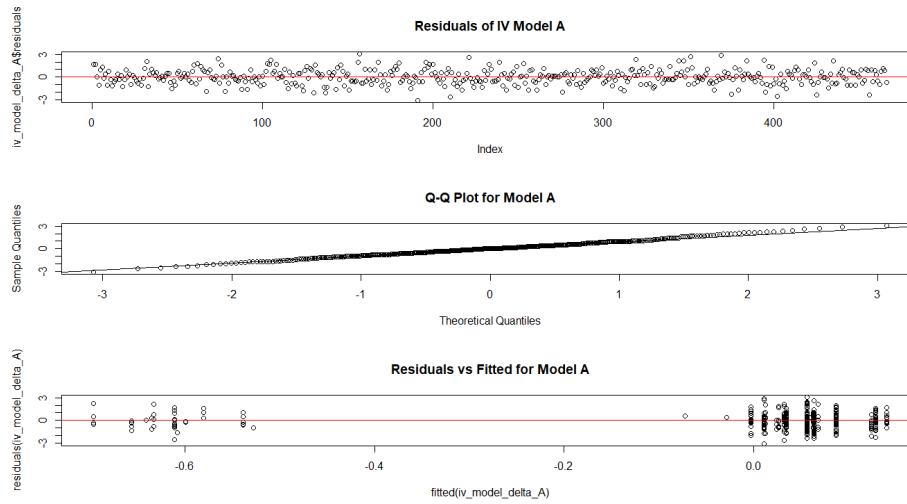 Residuals of IV Model A
iv_model_delta_A$residuals
3
0
-3
0
100
200
300
400
Index
Q-Q Plot for Model A
Sample Quantiles
3
0
-3
-3
-2
-1
0
1
2
3
Theoretical Quantiles
Residuals vs Fitted for Model A
residuals(iv_model_delta_A)
3
0
-3
-0.6
-0.4
-0.2
0.0
fitted(iv_model_delta_A)